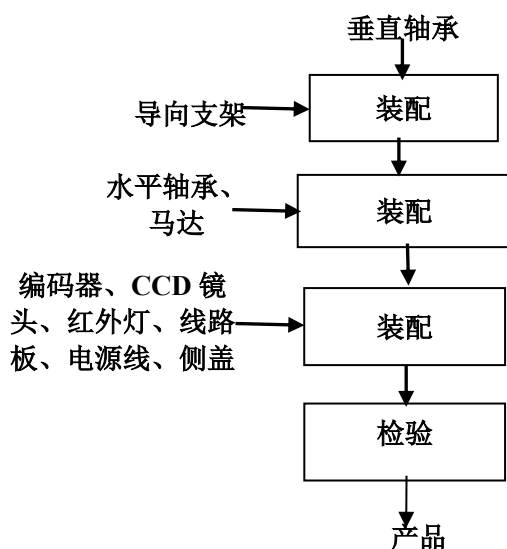 垂直轴承
导向支架
装配
水平轴承、
马达
装配
编码器、CCD 镜
头、红外灯、线路
板、电源线、侧盖
装配
检验
产品